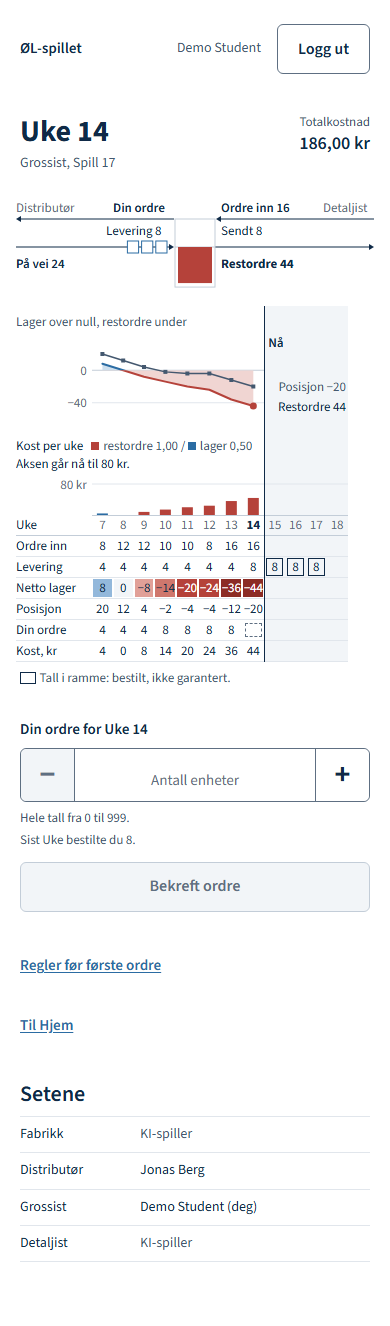 ØL-spillet Demo Student Logg ut
Uke 14 Totalkostnad
186,00 kr
Grossist, Spill 17
Distributør Din ordre Ordre inn 16 Detaljist
Levering 8 Sendt 8
På vei 24 Restordre 44
Lager over null, restordre under
Nå
0
Posisjon −20
−40 Restordre 44
Kost per uke restordre 1,00 / lager 0,50
Aksen går nå til 80 kr.
80 kr
Uke 7 8 9 10 11 12 13 14 15 16 17 18
Ordre inn 8 12 12 10 10 8 16 16
Levering 4 4 4 4 4 4 4 8 8 8 8
Netto lager 8 0 −8 −14 −20 −24 −36 −44
Posisjon 20 12 4 −2 −4 −4 −12 −20
Din ordre 4 4 4 8 8 8 8
Kost, kr 4 0 8 14 20 24 36 44
Tall i ramme: bestilt, ikke garantert.
Din ordre for Uke 14
− Antall enheter +
Hele tall fra 0 til 999.
Sist Uke bestilte du 8.
Bekreft ordre
Regler før første ordre
Til Hjem
Setene
Fabrikk KI-spiller
Distributør Jonas Berg
Grossist Demo Student (deg)
Detaljist KI-spiller